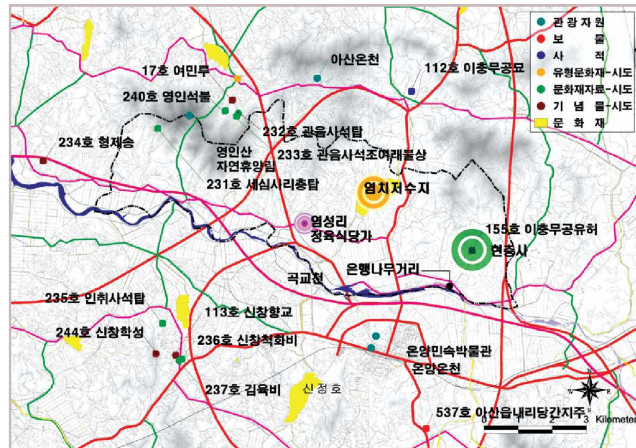 관 광 자 원
보 물
사 적
유형문화재-시도
문화재자료-시도
기 념 물-시도
문 화 재
17호 여민루
아산온천
112호 이충무공묘
240호 영인석불
232호 관음사석탑
234호 형제송
영인산
자연휴양림
233호 관음사석조여래불상
231호 세심사리층탑
염치저수지
염성리
정육식당가
155호 이충무공유허
현충사
은행나무거리
곡교천
235호 인취사석탑
113호 신창향교
244호 신창학성
236호 신창척화비
온양민속박물관
온양온천
237호 김육비
신정호
537호 아산읍내리당간지주
0 1 2 3 Kilometer